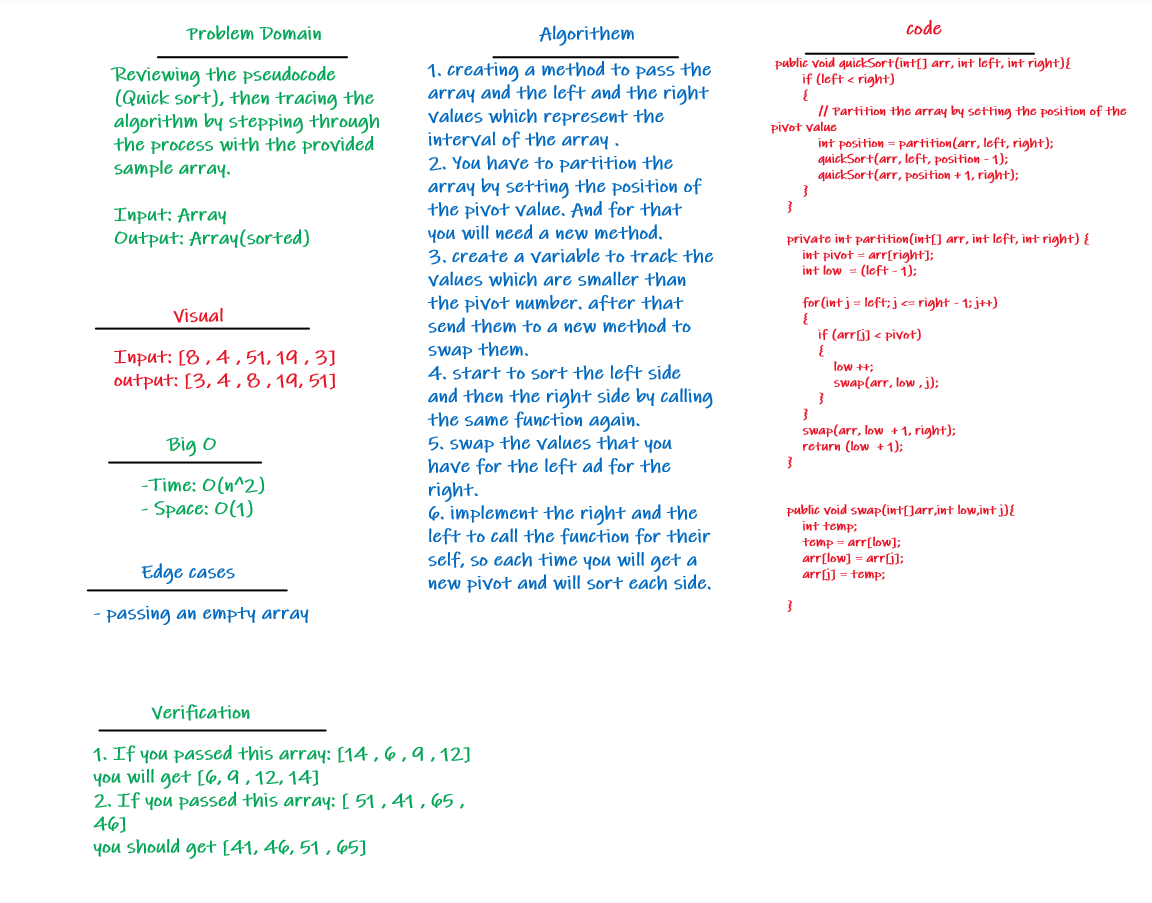 Problem Domain
Reviewing the pseudocode
(Quick sort), then tracing the
algorithm by stepping through
the process with the provided
sample array.
Input: Array
Output: Array(sorted)
Visual
Input: [8 , 4 , 51, 19 , 3]
output: [3, 4 , 8 , 19, 51]
Big O
-Time: O(n^2)
- Space: O(1)
Edge cases
- passing an empty array
Verification
1. If you passed this array: [14 , 6 , 9 , 12]
you will get [6, 9 , 12, 14]
2. If you passed this array: [ 51 , 41 , 65 ,
46]
you should get [41, 46, 51 , 65]
Algorithem
1. creating a method to pass the
array and the left and the right
values which represent the
interval of the array .
2. You have to partition the
array by setting the position of
the pivot value. And for that
you will need a new method.
3. create a variable to track the
values which are smaller than
the pivot number. after that
send them to a new method to
swap them.
4. start to sort the left side
and then the right side by calling
the same function again.
5. swap the values that you
have for the left ad for the
right.
6. implement the right and the
left to call the function for their
self, so each time you will get a
new pivot and will sort each side.
code
public void quickSort(int[] arr, int left, int right){
if (left < right)
{
// Partition the array by setting the position of the
pivot value
int position = partition(arr, left, right);
quickSort(arr, left, position - 1);
quickSort(arr, position + 1, right);
}
}
private int partition(int[] arr, int left, int right) {
int pivot = arr[right];
int low = (left - 1);
for(int j = left; j <= right - 1; j++)
{
if (arr[j] < pivot)
{
low ++;
swap(arr, low , j);
}
}
swap(arr, low + 1, right);
return (low + 1);
}
public void swap(int[]arr,int low,int j){
int temp;
temp = arr[low];
arr[low] = arr[j];
arr[j] = temp;
}